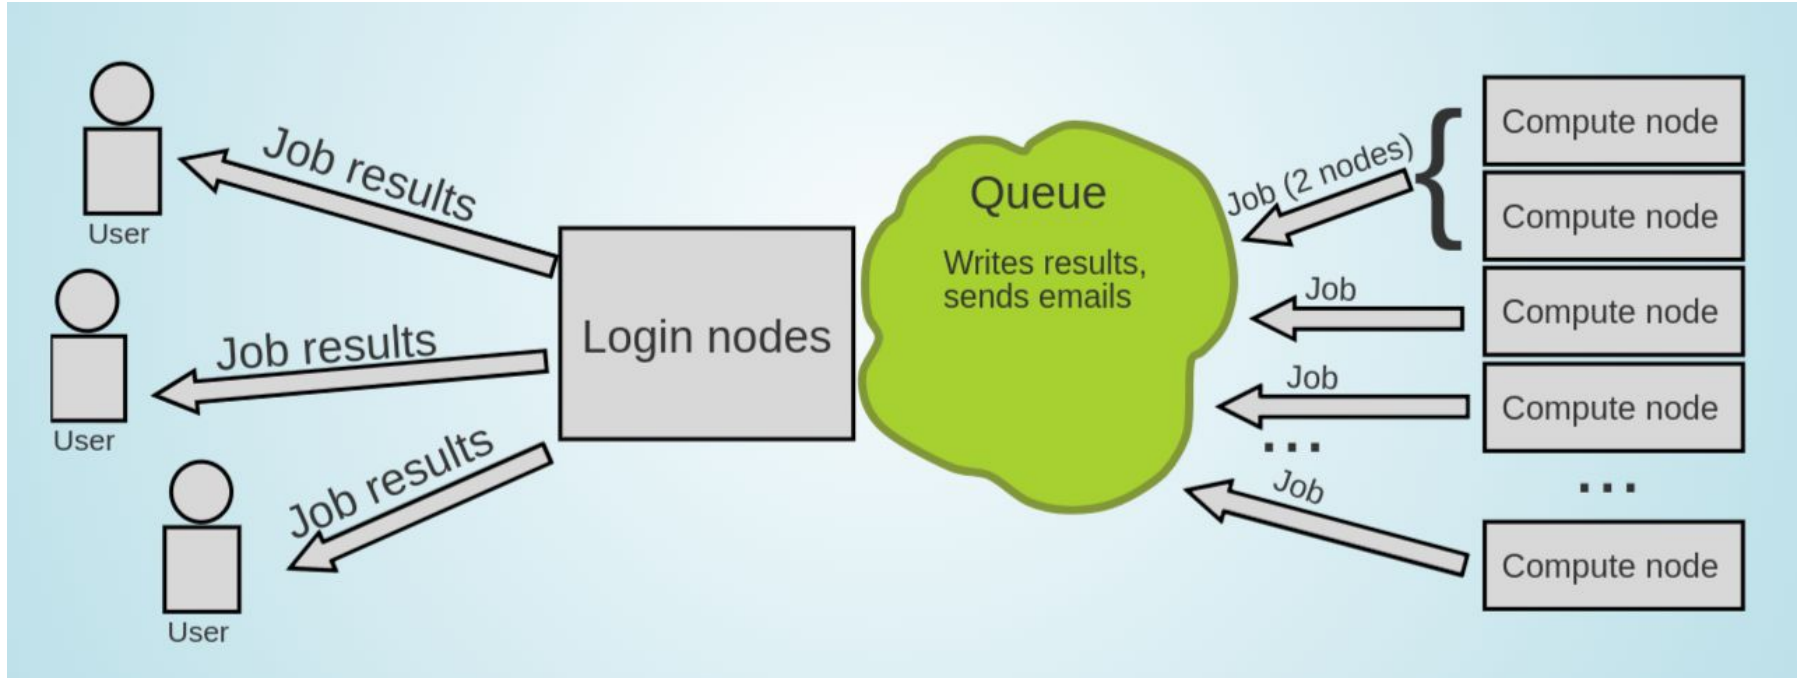 User
Job results
User
Job results
User
Job results
Login nodes
Queue
Writes results,
sends emails
Job (2 nodes)
{
Job
Job
...
Job
Compute node
Compute node
Compute node
Compute node
...
Compute node